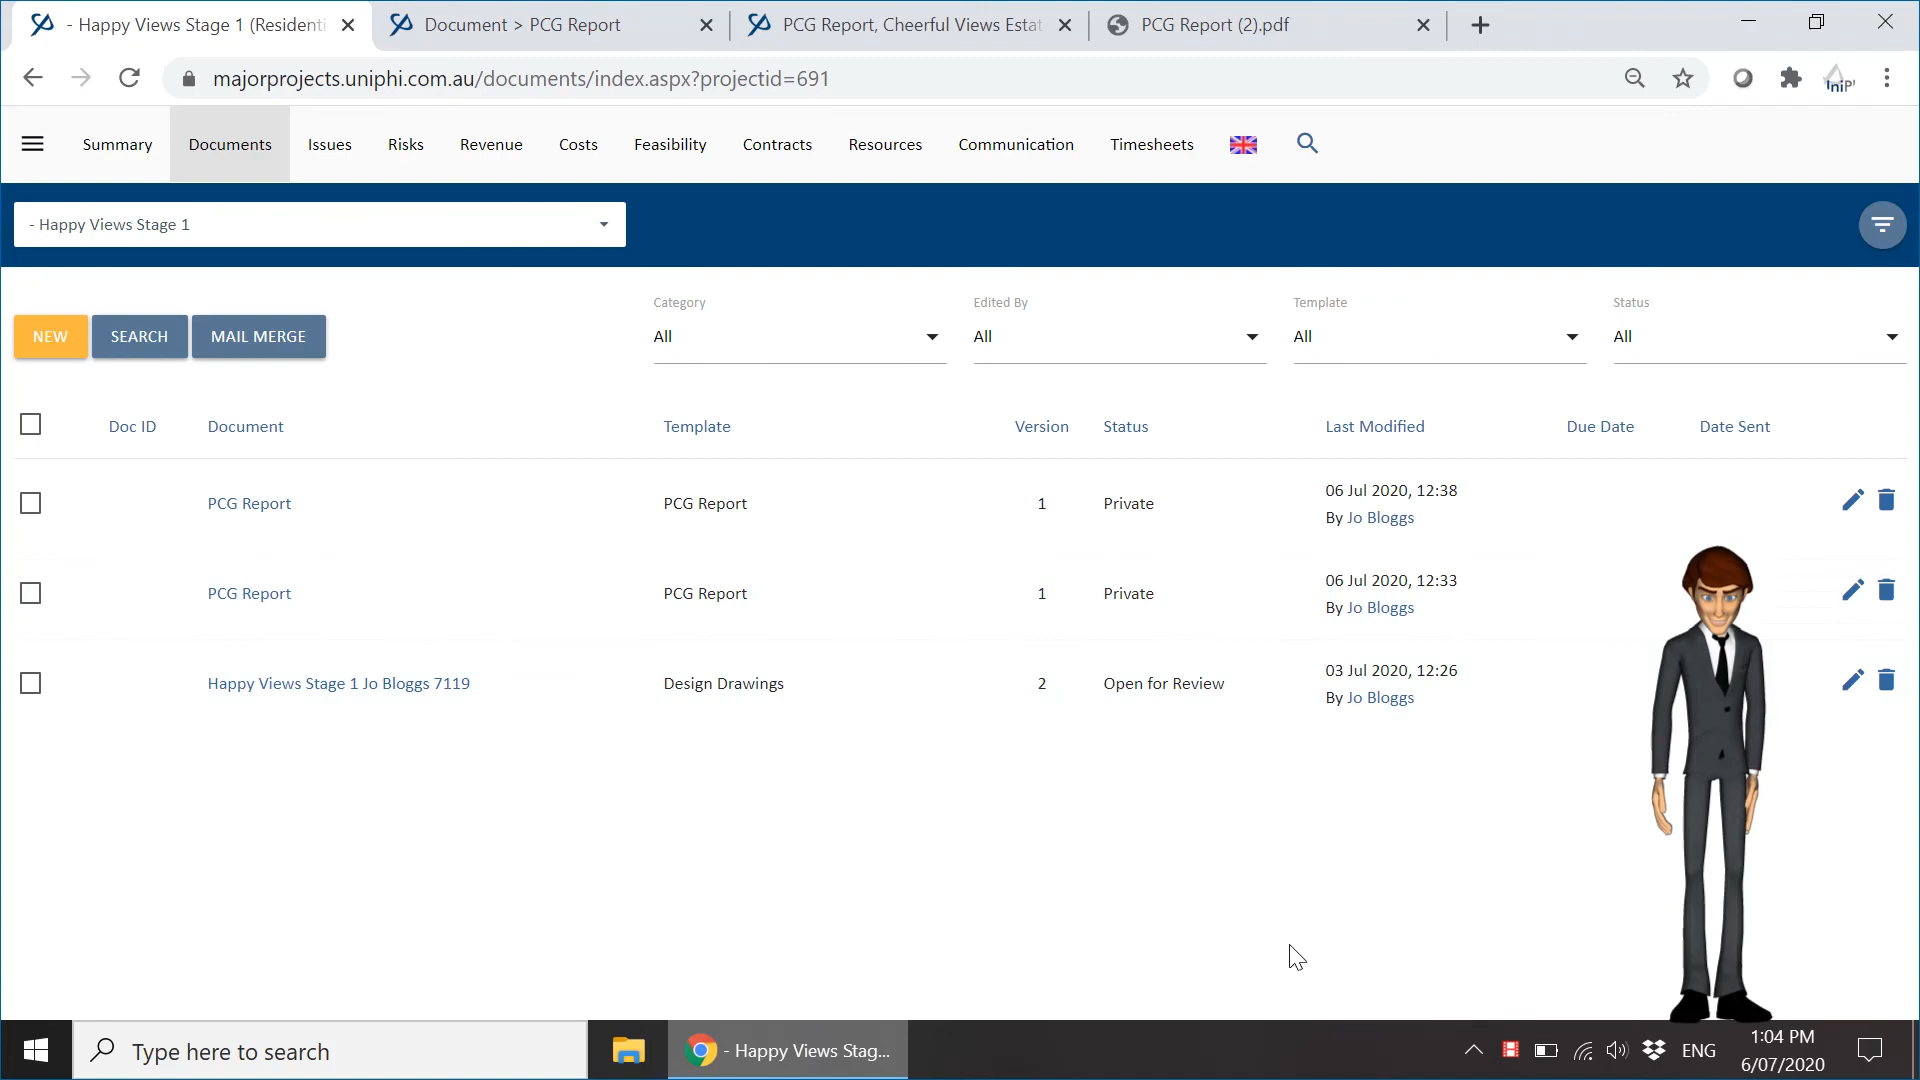 - Happy Views Stage 1 (Residenti
Document > PCG Report
PCG Report, Cheerful Views Estat
PCG Report (2).pdf
majorprojects.uniphi.com.au/documents/index.aspx?projectid=691
Summary Documents Issues Risks Revenue Costs Feasibility Contracts Resources Communication Timesheets
- Happy Views Stage 1
Category Edited By Template Status
NEW SEARCH MAIL MERGE All All All All
Doc ID Document Template Version Status Last Modified Due Date Date Sent
PCG Report PCG Report 1 Private 06 Jul 2020, 12:38
By Jo Bloggs
PCG Report PCG Report 1 Private 06 Jul 2020, 12:33
By Jo Bloggs
Happy Views Stage 1 Jo Bloggs 7119 Design Drawings 2 Open for Review 03 Jul 2020, 12:26
By Jo Bloggs
Type here to search
- Happy Views Stag...
ENG
1:04 PM
6/07/2020